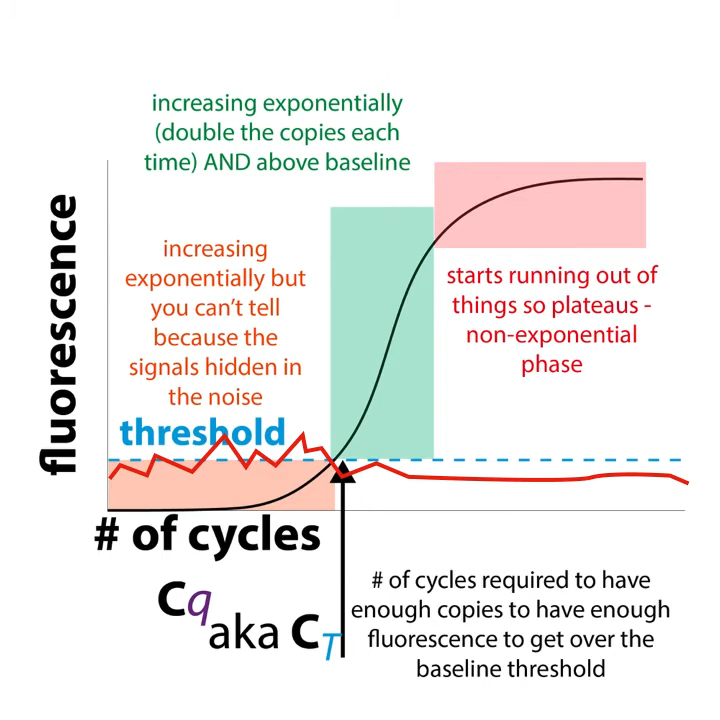 increasing exponentially
(double the copies each
time) AND above baseline
fluorescence
increasing
exponentially but
you can't tell
because the
signals hidden in
the noise
starts running out of
things so plateaus -
non-exponential
phase
threshold
# of cycles
Cq
aka CT
# of cycles required to have
enough copies to have enough
fluorescence to get over the
baseline threshold